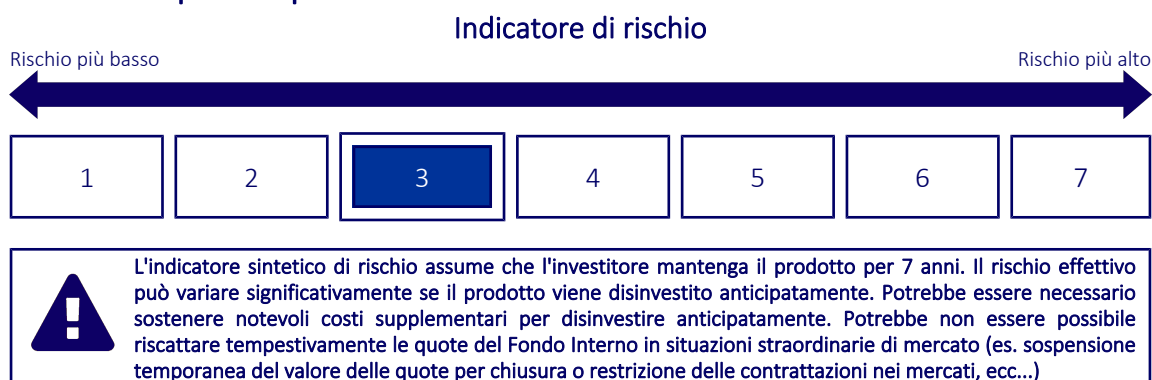 Indicatore di rischio
Rischio più basso
Rischio più alto
1
2
3
4
5
6
7
L'indicatore sintetico di rischio assume che l'investitore mantenga il prodotto per 7 anni. Il rischio effettivo
può variare significativamente se il prodotto viene disinvestito anticipatamente. Potrebbe essere necessario
sostenere notevoli costi supplementari per disinvestire anticipatamente. Potrebbe non essere possibile
riscattare tempestivamente le quote del Fondo Interno in situazioni straordinarie di mercato (es. sospensione
temporanea del valore delle quote per chiusura o restrizione delle contrattazioni nei mercati, ecc...)